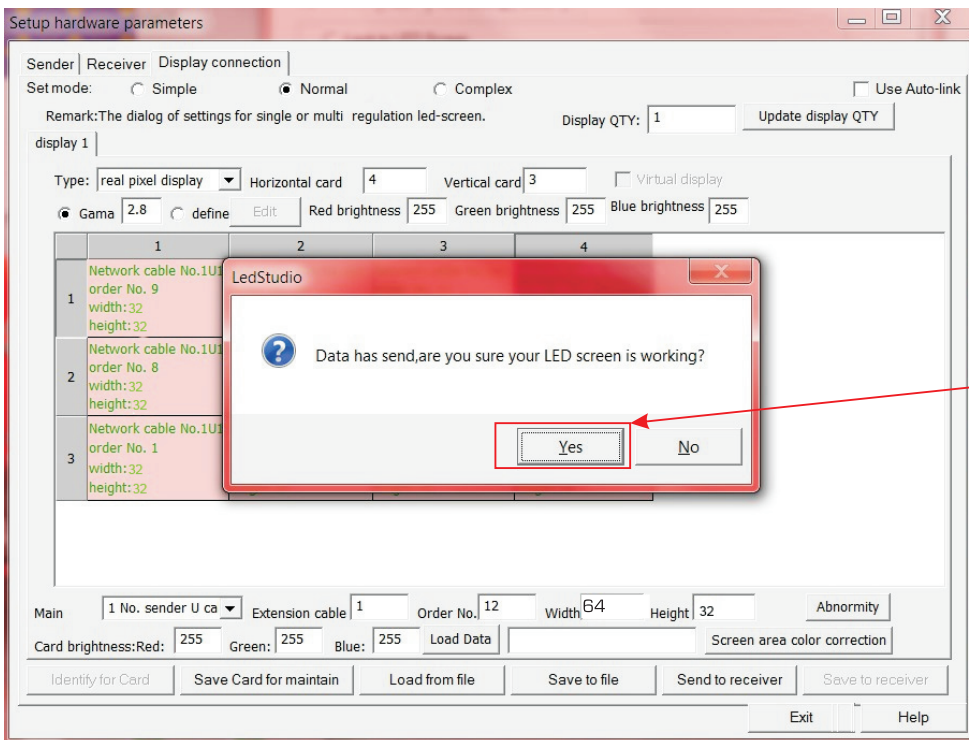 Setup hardware parameters
Sender Receiver Display connection
Set mode: Simple Normal Complex Use Auto-link
Remark:The dialog of settings for single or multi regulation led-screen. Display QTY: 1 Update display QTY
display 1
Type: real pixel display Horizontal card 4 Vertical card 3 Virtual display
Gama 2.8 define Edit Red brightness 255 Green brightness 255 Blue brightness 255
1 2 3 4
1
Network cable No.1U1
order No. 9
width:32
height:32
2
Network cable No.1U1
order No. 8
width:32
height:32
3
Network cable No.1U1
order No. 1
width:32
height:32
LedStudio
Data has send,are you sure your LED screen is working?
Yes No
Main 1 No. sender U ca Extension cable 1 Order No. 12 Width 64 Height 32 Abnormity
Card brightness:Red: 255 Green: 255 Blue: 255 Load Data Screen area color correction
Identify for Card Save Card for maintain Load from file Save to file Send to receiver Save to receiver
Exit Help